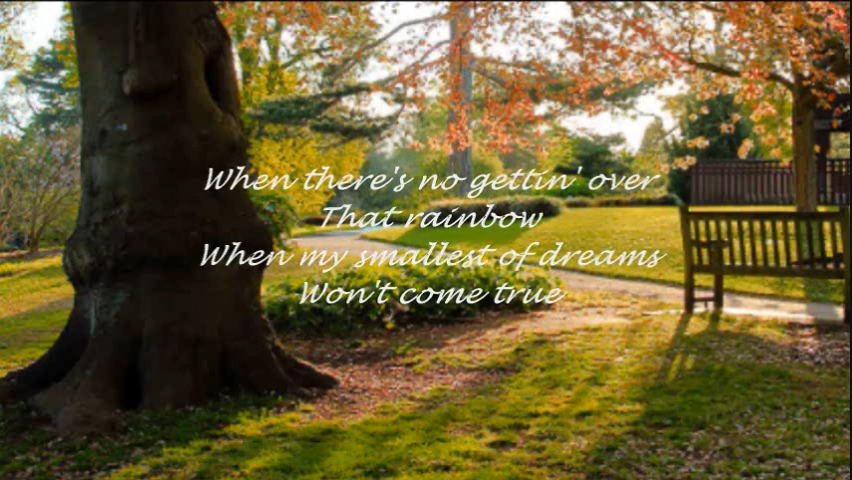 When there's no gettin' over
That rainbow
When my smallest of dreams
Won't come true